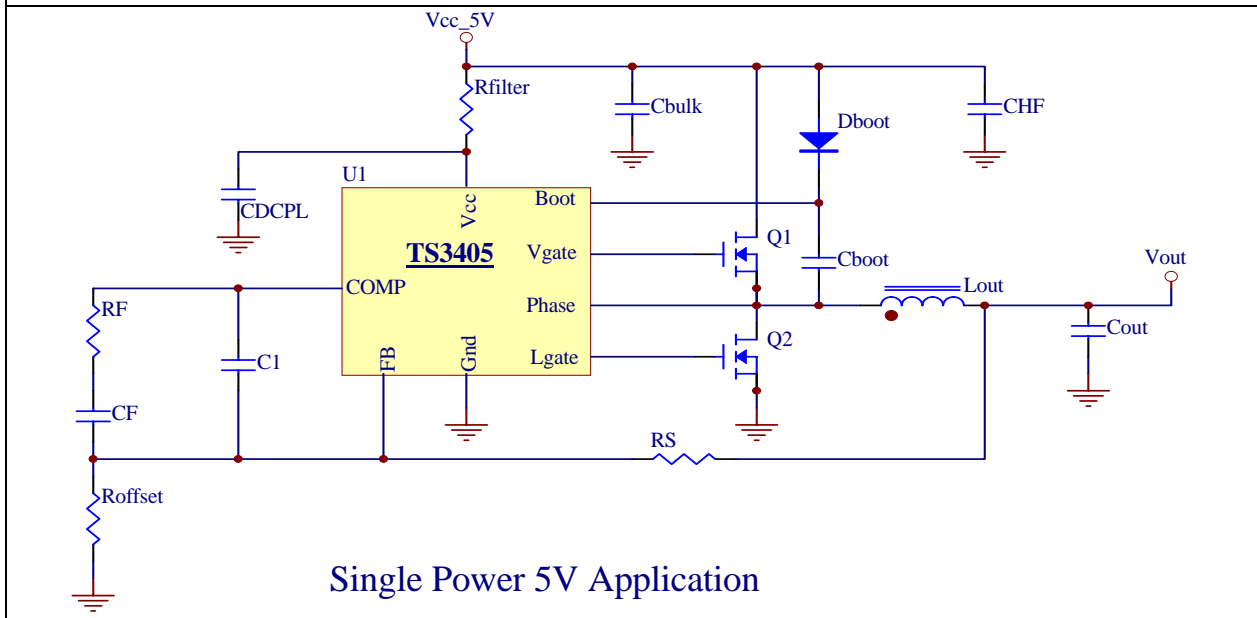 Vcc_5V
Rfilter
Cbulk
CHF
Dboot
U1
CDCPL
Vcc
Boot
TS3405
Vgate
Q1
Cboot
Vout
COMP
Lout
RF
Phase
Cout
Q2
C1
FB
Gnd
Lgate
CF
RS
Roffset
Single Power 5V Application